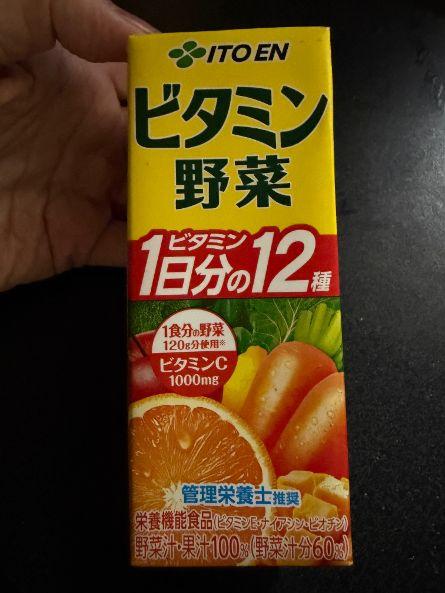 ITO EN
ビタミン
野菜
ビタミン
1日分の12種
1食分の野菜
120g分使用※
ビタミンC
1000mg
管理栄養士推奨
栄養機能食品(ビタミンE・ナイアシン・ビオチン)
野菜汁・果汁100%(野菜汁分60%)